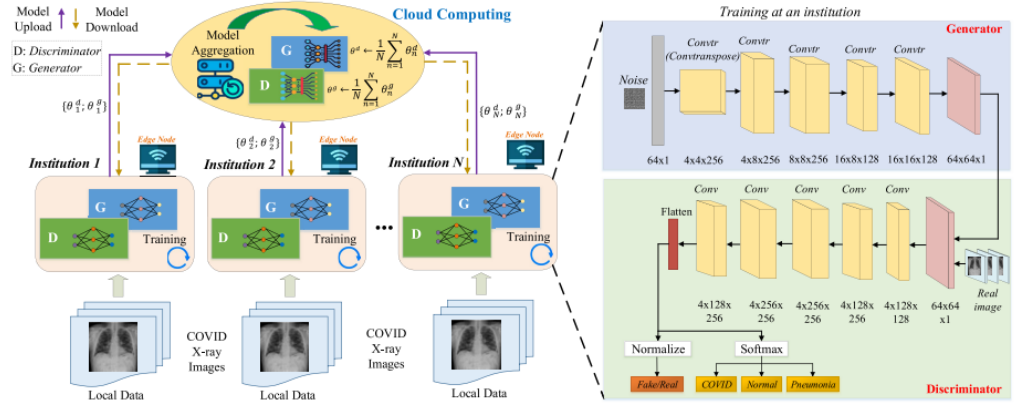 Model
Upload
Model
Download
D: Discriminator
G: Generator
Cloud Computing
Model
Aggregation
G
D
θ^d ← 1/N ∑_{n=1}^{N} θ_n^d
θ^g ← 1/N ∑_{n=1}^{N} θ_n^g
{θ_1^d; θ_1^g}
{θ_2^d; θ_2^g}
{θ_N^d; θ_N^g}
Edge Node
Edge Node
Edge Node
Institution 1
Institution 2
Institution N
G
D
Training
G
D
Training
...
G
D
Training
COVID
X-ray
Images
COVID
X-ray
Images
Local Data
Local Data
Local Data
Training at an institution
Generator
Noise
Convtr
(Convtranspose)
Convtr
Convtr
Convtr
Convtr
64x1
4x4x256
4x8x256
8x8x256
16x8x128
16x16x128
64x64x1
Flatten
Conv
Conv
Conv
Conv
Conv
Real
image
4x128x
256
4x256x
256
4x256x
256
4x128x
256
4x128x
128
64x64
x1
Normalize
Softmax
Fake/Real
COVID
Normal
Pneumonia
Discriminator